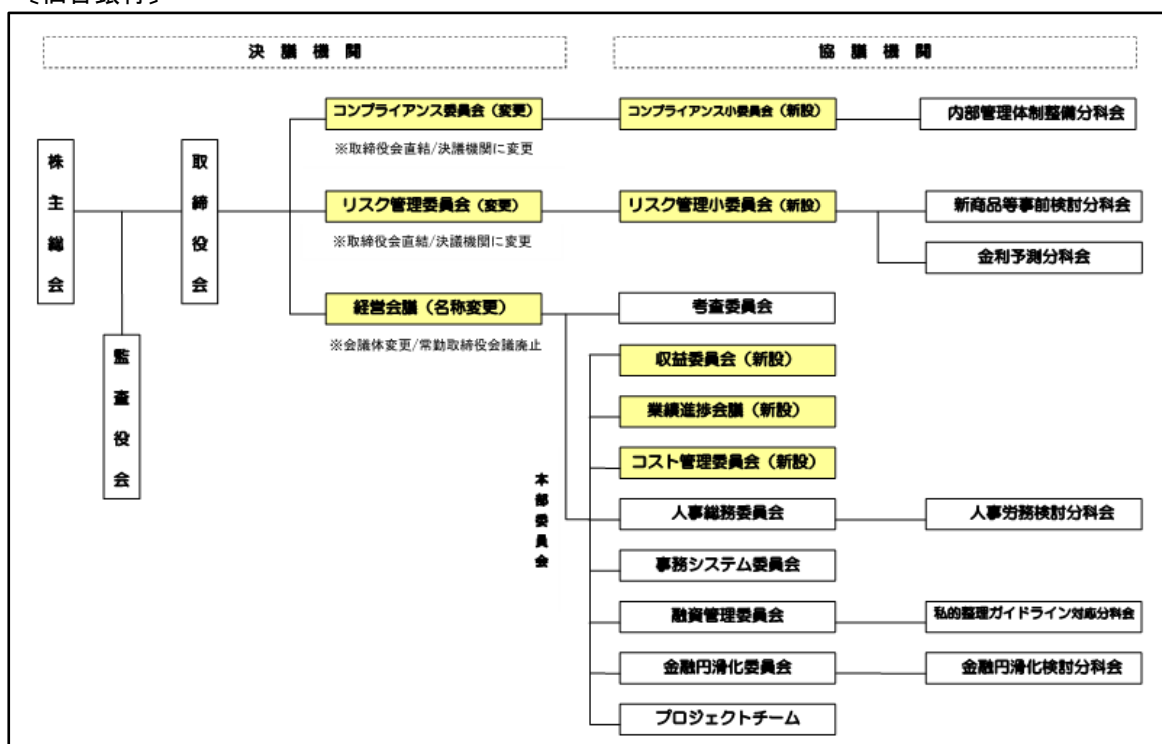 決議機関
協議機関
コンプライアンス委員会（変更）
コンプライアンス小委員会（新設）
内部管理体制整備分科会
※取締役会直結/決議機関に変更
株主総会
取締役会
リスク管理委員会（変更）
リスク管理小委員会（新設）
新商品等事前検討分科会
※取締役会直結/決議機関に変更
金利予測分科会
経営会議（名称変更）
考査委員会
※会議体変更/常勤取締役会議廃止
監査役会
収益委員会（新設）
業績進捗会議（新設）
コスト管理委員会（新設）
本部委員会
人事総務委員会
人事労務検討分科会
事務システム委員会
融資管理委員会
私的整理ガイドライン対応分科会
金融円滑化委員会
金融円滑化検討分科会
プロジェクトチーム